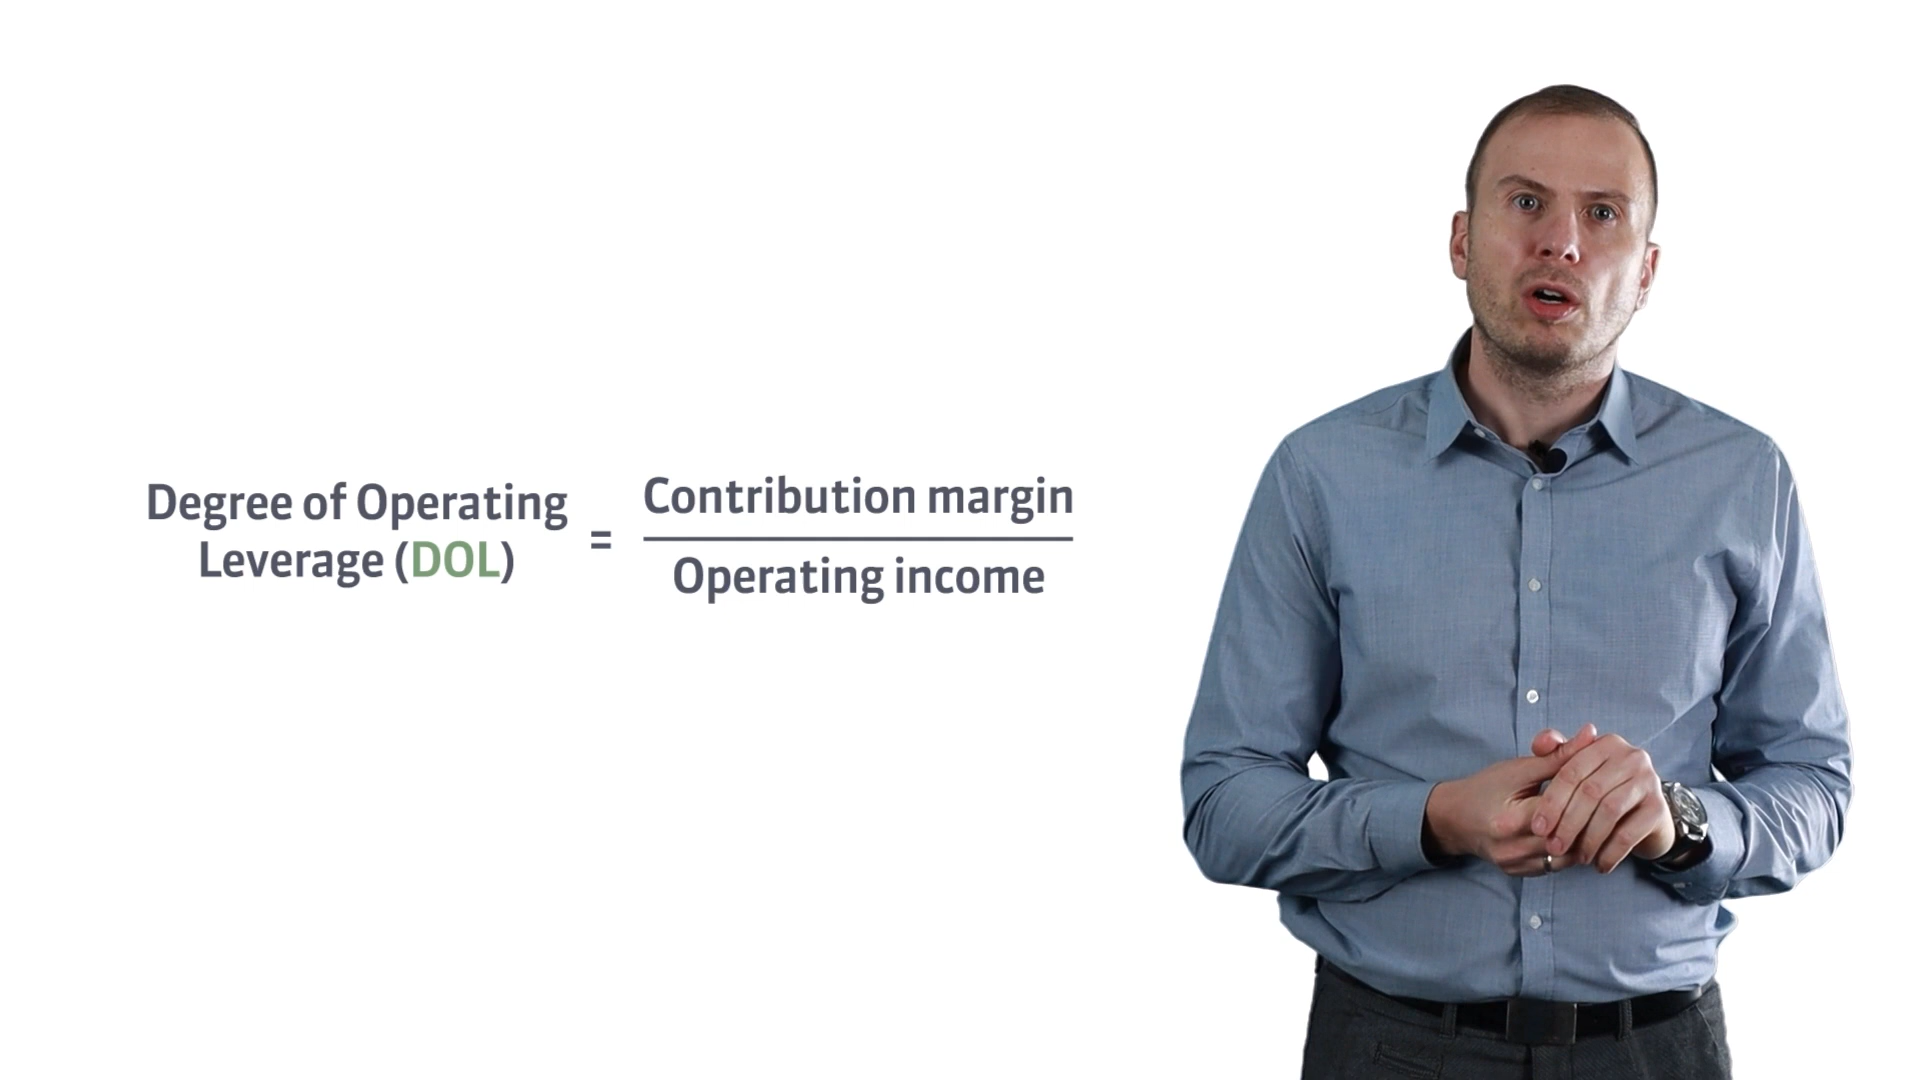 Degree of Operating
Leverage (DOL)
=
Contribution margin
Operating income